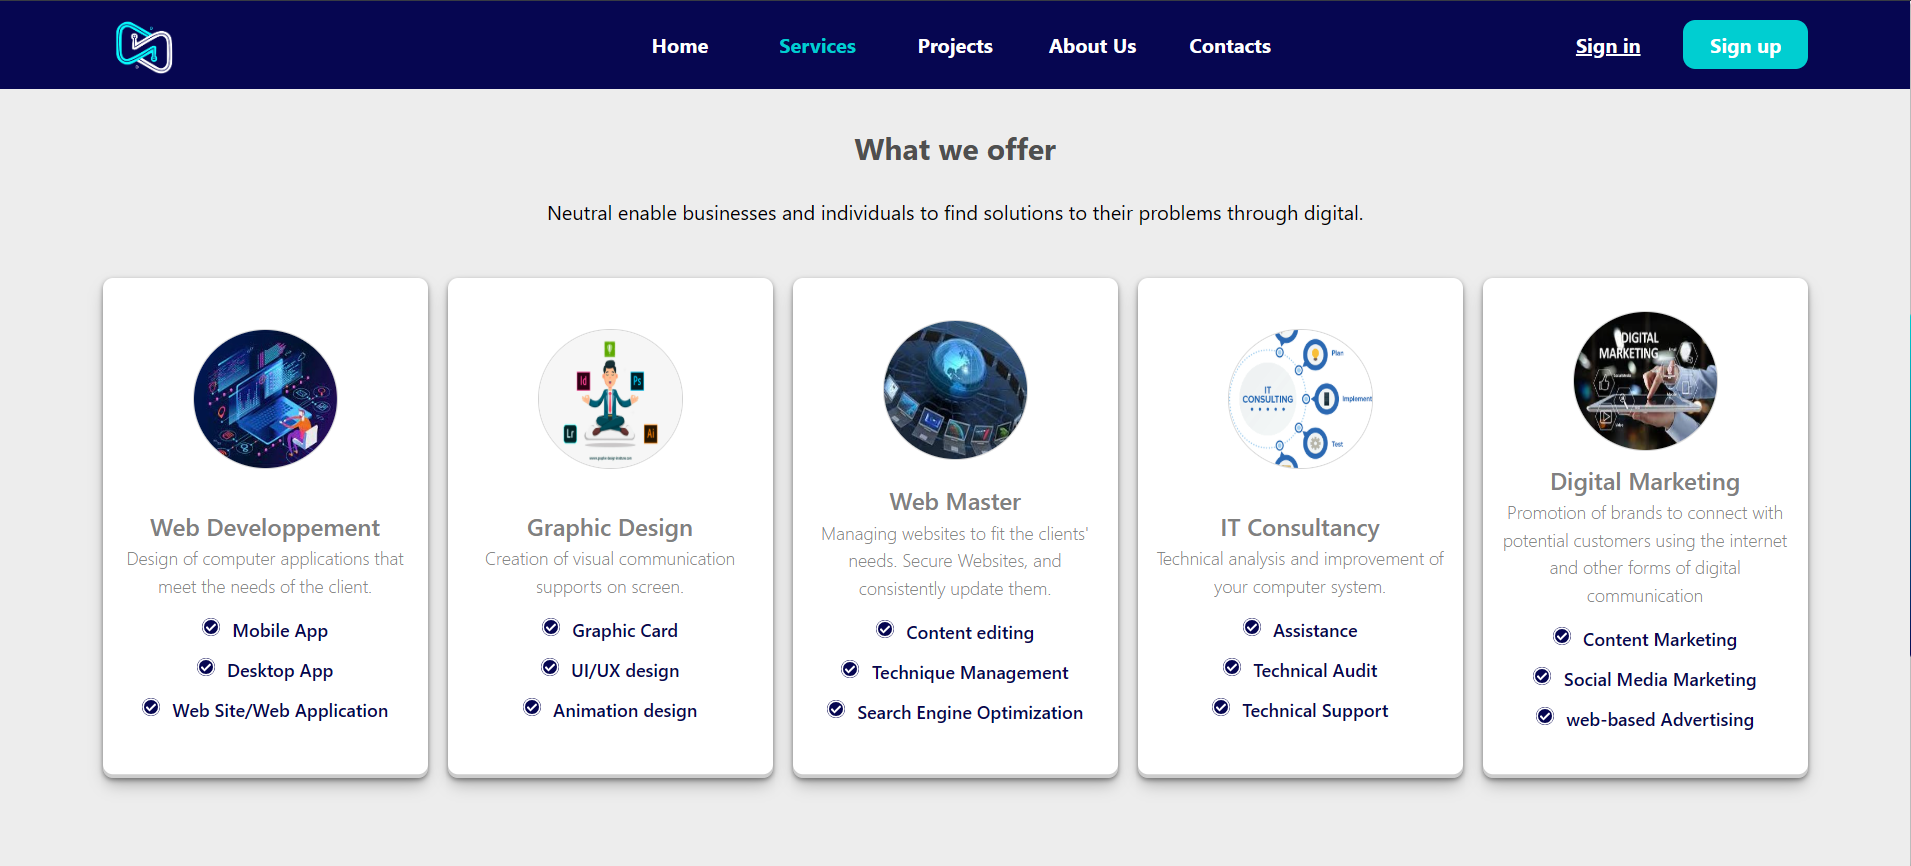 Home Services Projects About Us Contacts Sign in Sign up
What we offer
Neutral enable businesses and individuals to find solutions to their problems through digital.
Web Developpement
Design of computer applications that
meet the needs of the client.
Mobile App
Desktop App
Web Site/Web Application
Id
Ps
Lr
Ai
Graphic Design
Creation of visual communication
supports on screen.
Graphic Card
UI/UX design
Animation design
Web Master
Managing websites to fit the clients'
needs. Secure Websites, and
consistently update them.
Content editing
Technique Management
Search Engine Optimization
Plan
IT
CONSULTING
Implement
Test
IT Consultancy
Technical analysis and improvement of
your computer system.
Assistance
Technical Audit
Technical Support
DIGITAL
MARKETING
Digital Marketing
Promotion of brands to connect with
potential customers using the internet
and other forms of digital
communication
Content Marketing
Social Media Marketing
web-based Advertising